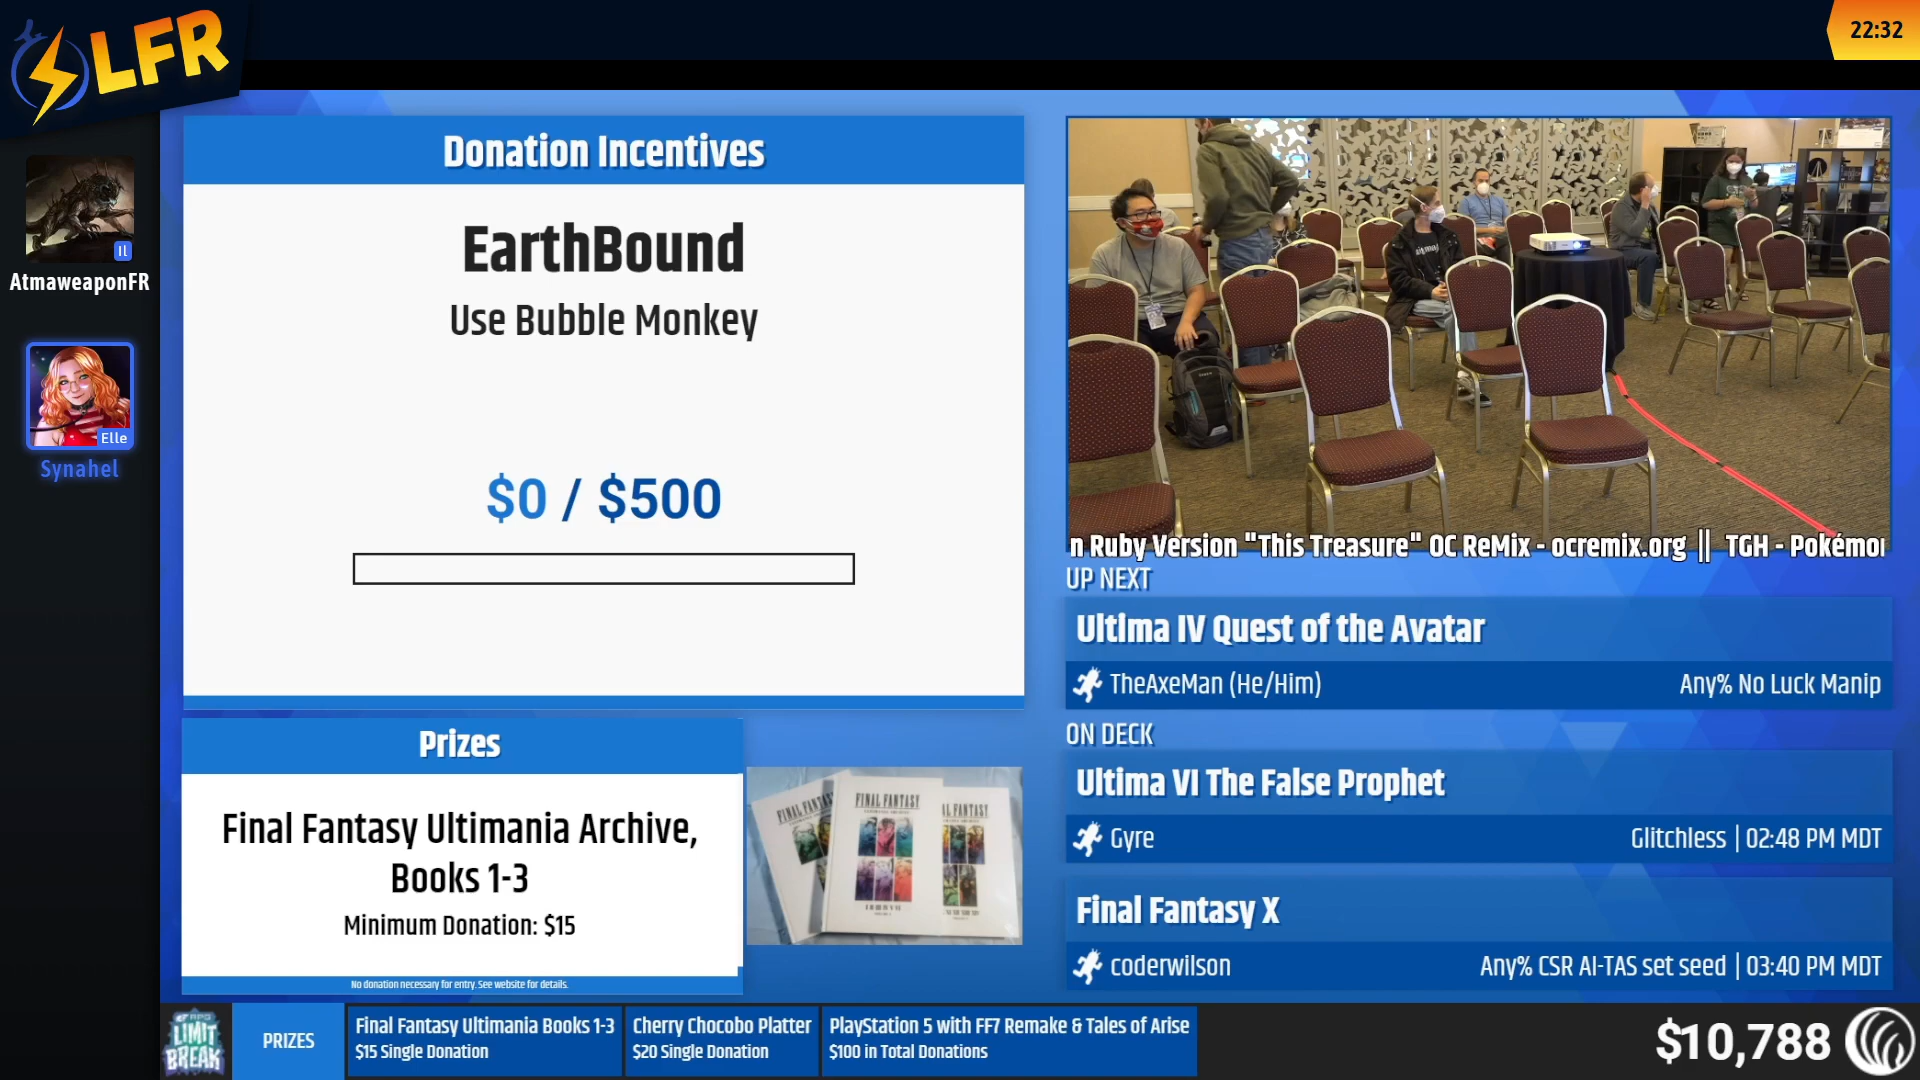 LFR
22:32
Il
AtmaweaponFR
Elle
Synahel
Donation Incentives
EarthBound
Use Bubble Monkey
$0 / $500
n Ruby Version "This Treasure" OC ReMix - ocremix.org || TGH - Pokémon
UP NEXT
Ultima IV Quest of the Avatar
TheAxeMan (He/Him) Any% No Luck Manip
ON DECK
Ultima VI The False Prophet
Gyre Glitchless | 02:48 PM MDT
Final Fantasy X
coderwilson Any% CSR AI-TAS set seed | 03:40 PM MDT
Prizes
Final Fantasy Ultimania Archive,
Books 1-3
Minimum Donation: $15
No donation necessary for entry. See website for details.
FINAL FANTASY
RPG
LIMIT
BREAK
PRIZES
Final Fantasy Ultimania Books 1-3
$15 Single Donation
Cherry Chocobo Platter
$20 Single Donation
PlayStation 5 with FF7 Remake & Tales of Arise
$100 in Total Donations
$10,788